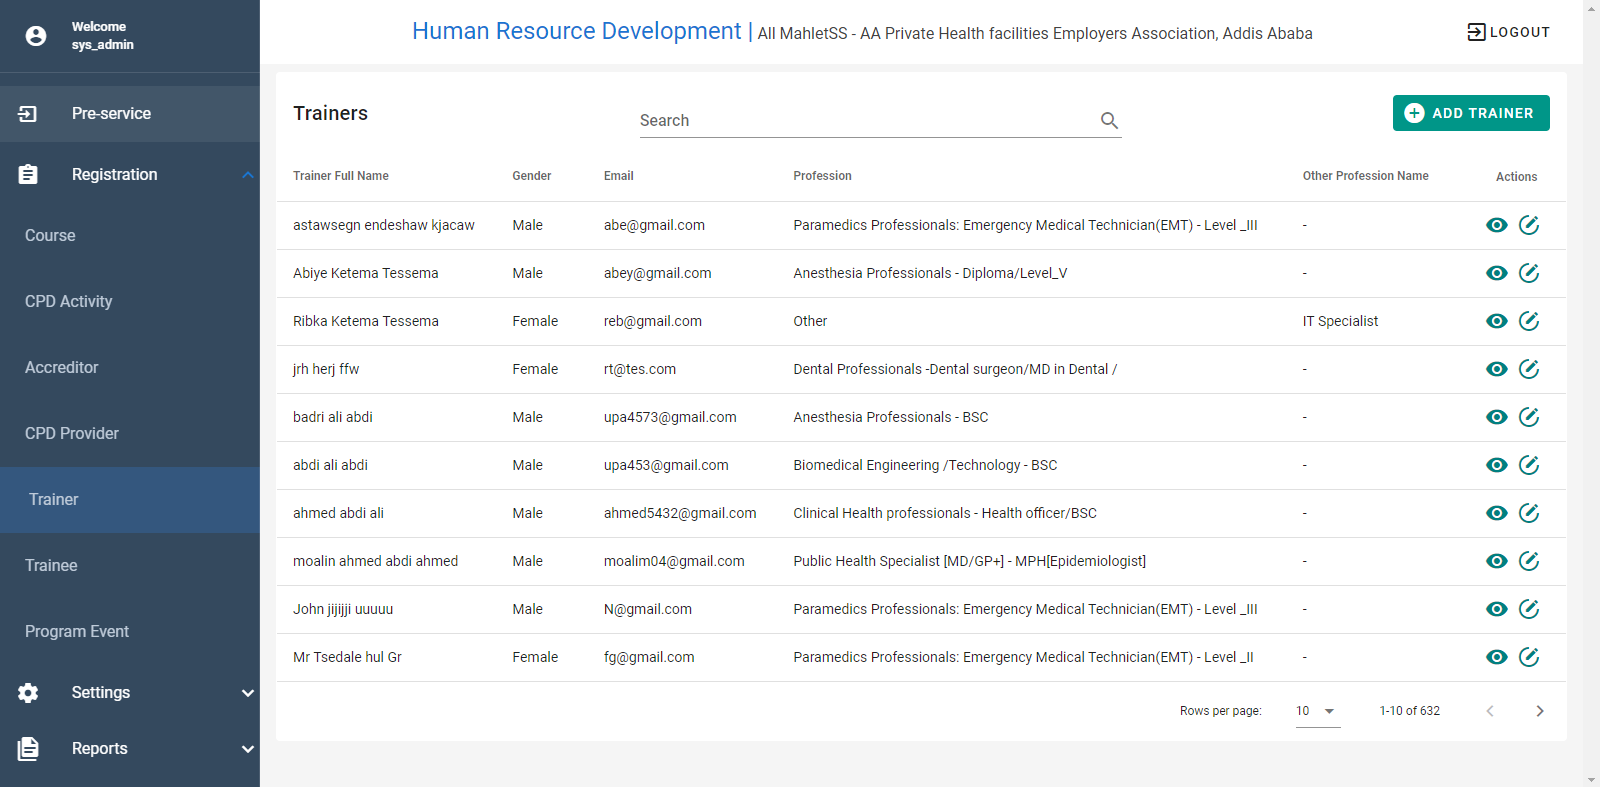 Welcome
sys_admin
Human Resource Development | All MahletSS - AA Private Health facilities Employers Association, Addis Ababa
LOGOUT
Pre-service
Registration
Course
CPD Activity
Accreditor
CPD Provider
Trainer
Trainee
Program Event
Settings
Reports
Trainers
Search
ADD TRAINER
Trainer Full Name Gender Email Profession Other Profession Name Actions
astawsegn endeshaw kjacaw Male abe@gmail.com Paramedics Professionals: Emergency Medical Technician(EMT) - Level _III -
Abiye Ketema Tessema Male abey@gmail.com Anesthesia Professionals - Diploma/Level_V -
Ribka Ketema Tessema Female reb@gmail.com Other IT Specialist
jrh herj ffw Female rt@tes.com Dental Professionals -Dental surgeon/MD in Dental / -
badri ali abdi Male upa4573@gmail.com Anesthesia Professionals - BSC -
abdi ali abdi Male upa453@gmail.com Biomedical Engineering /Technology - BSC -
ahmed abdi ali Male ahmed5432@gmail.com Clinical Health professionals - Health officer/BSC -
moalin ahmed abdi ahmed Male moalim04@gmail.com Public Health Specialist [MD/GP+] - MPH[Epidemiologist] -
John jijijji uuuuu Male N@gmail.com Paramedics Professionals: Emergency Medical Technician(EMT) - Level _III -
Mr Tsedale hul Gr Female fg@gmail.com Paramedics Professionals: Emergency Medical Technician(EMT) - Level _II -
Rows per page: 10 1-10 of 632